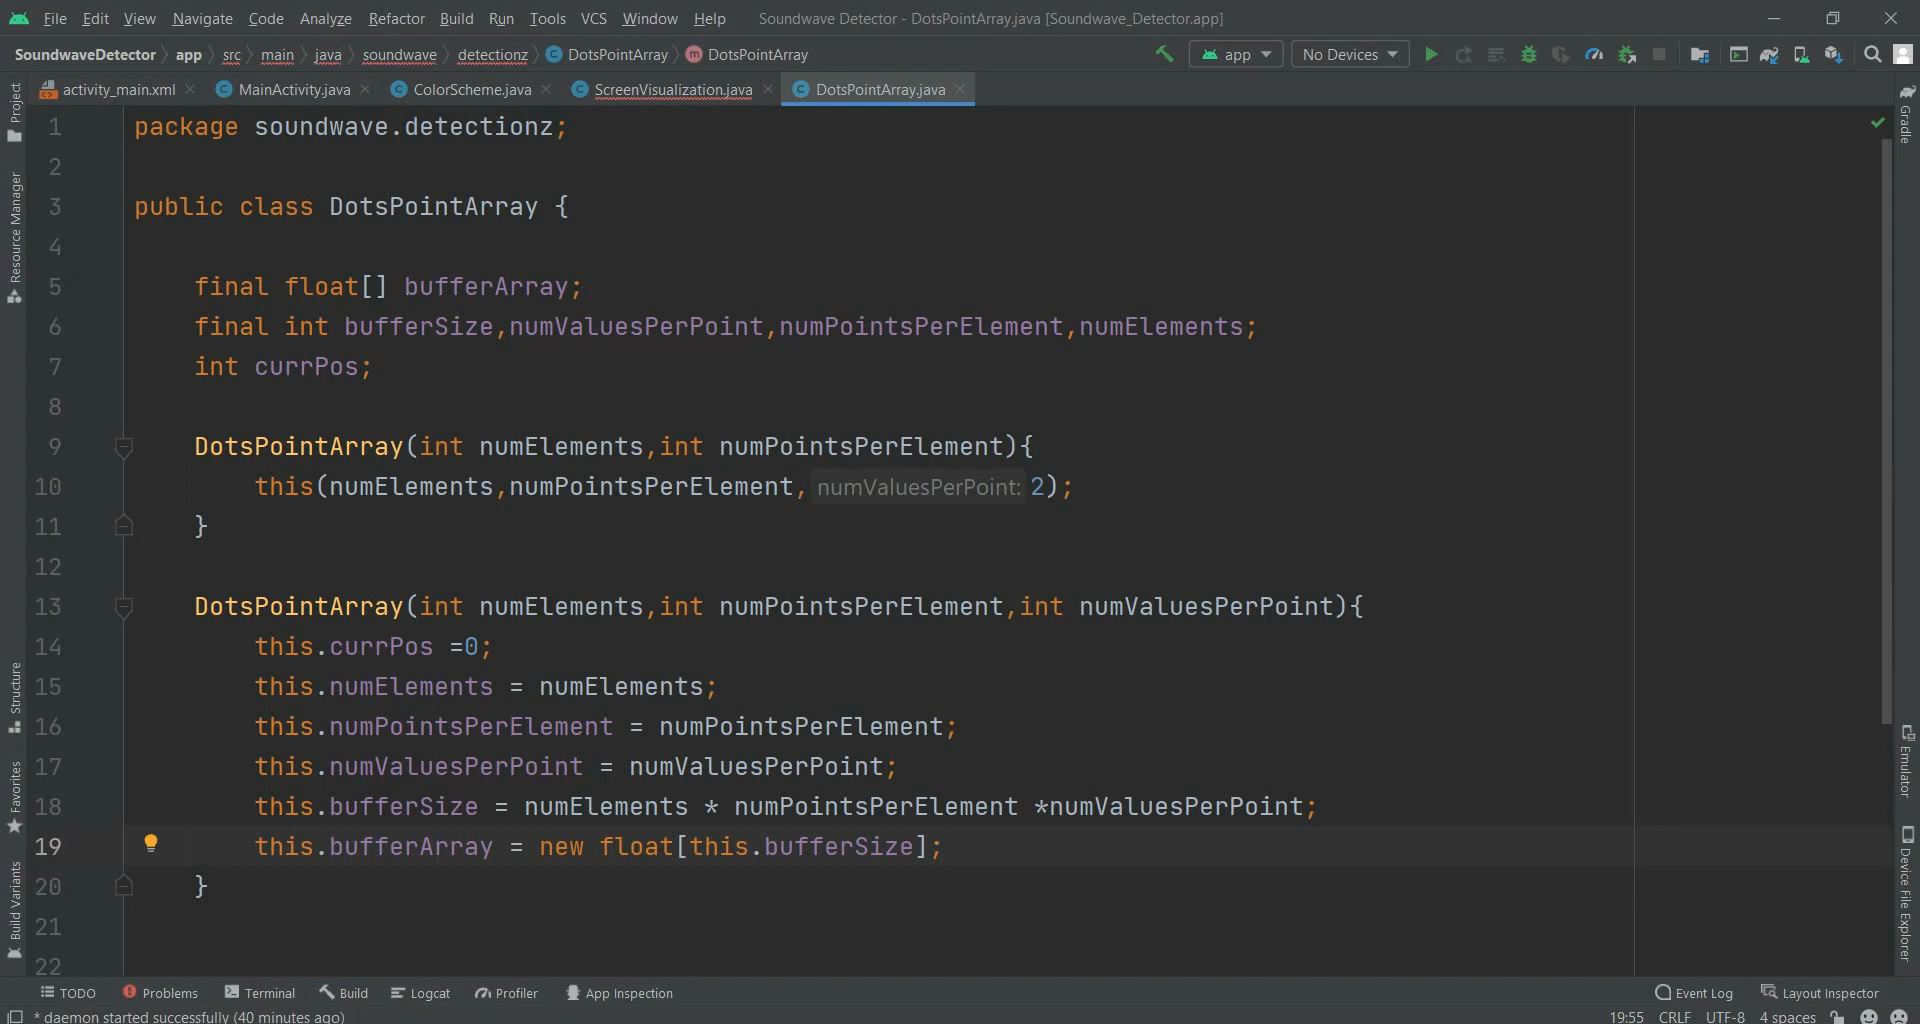 File Edit View Navigate Code Analyze Refactor Build Run Tools VCS Window Help Soundwave Detector - DotsPointArray.java [Soundwave_Detector.app]
SoundwaveDetector app src main java soundwave detectionz DotsPointArray DotsPointArray app No Devices
activity_main.xml MainActivity.java ColorScheme.java ScreenVisualization.java DotsPointArray.java
Project
Resource Manager
Structure
Favorites
Build Variants
1 package soundwave.detectionz;
2
3 public class DotsPointArray {
4
5 final float[] bufferArray;
6 final int bufferSize,numValuesPerPoint,numPointsPerElement,numElements;
7 int currPos;
8
9 DotsPointArray(int numElements,int numPointsPerElement){
10 this(numElements,numPointsPerElement, numValuesPerPoint: 2);
11 }
12
13 DotsPointArray(int numElements,int numPointsPerElement,int numValuesPerPoint){
14 this.currPos =0;
15 this.numElements = numElements;
16 this.numPointsPerElement = numPointsPerElement;
17 this.numValuesPerPoint = numValuesPerPoint;
18 this.bufferSize = numElements * numPointsPerElement *numValuesPerPoint;
19 this.bufferArray = new float[this.bufferSize];
20 }
21
22
Gradle
Emulator
Device File Explorer
TODO Problems Terminal Build Logcat Profiler App Inspection Event Log Layout Inspector
* daemon started successfully (40 minutes ago) 19:55 CRLF UTF-8 4 spaces